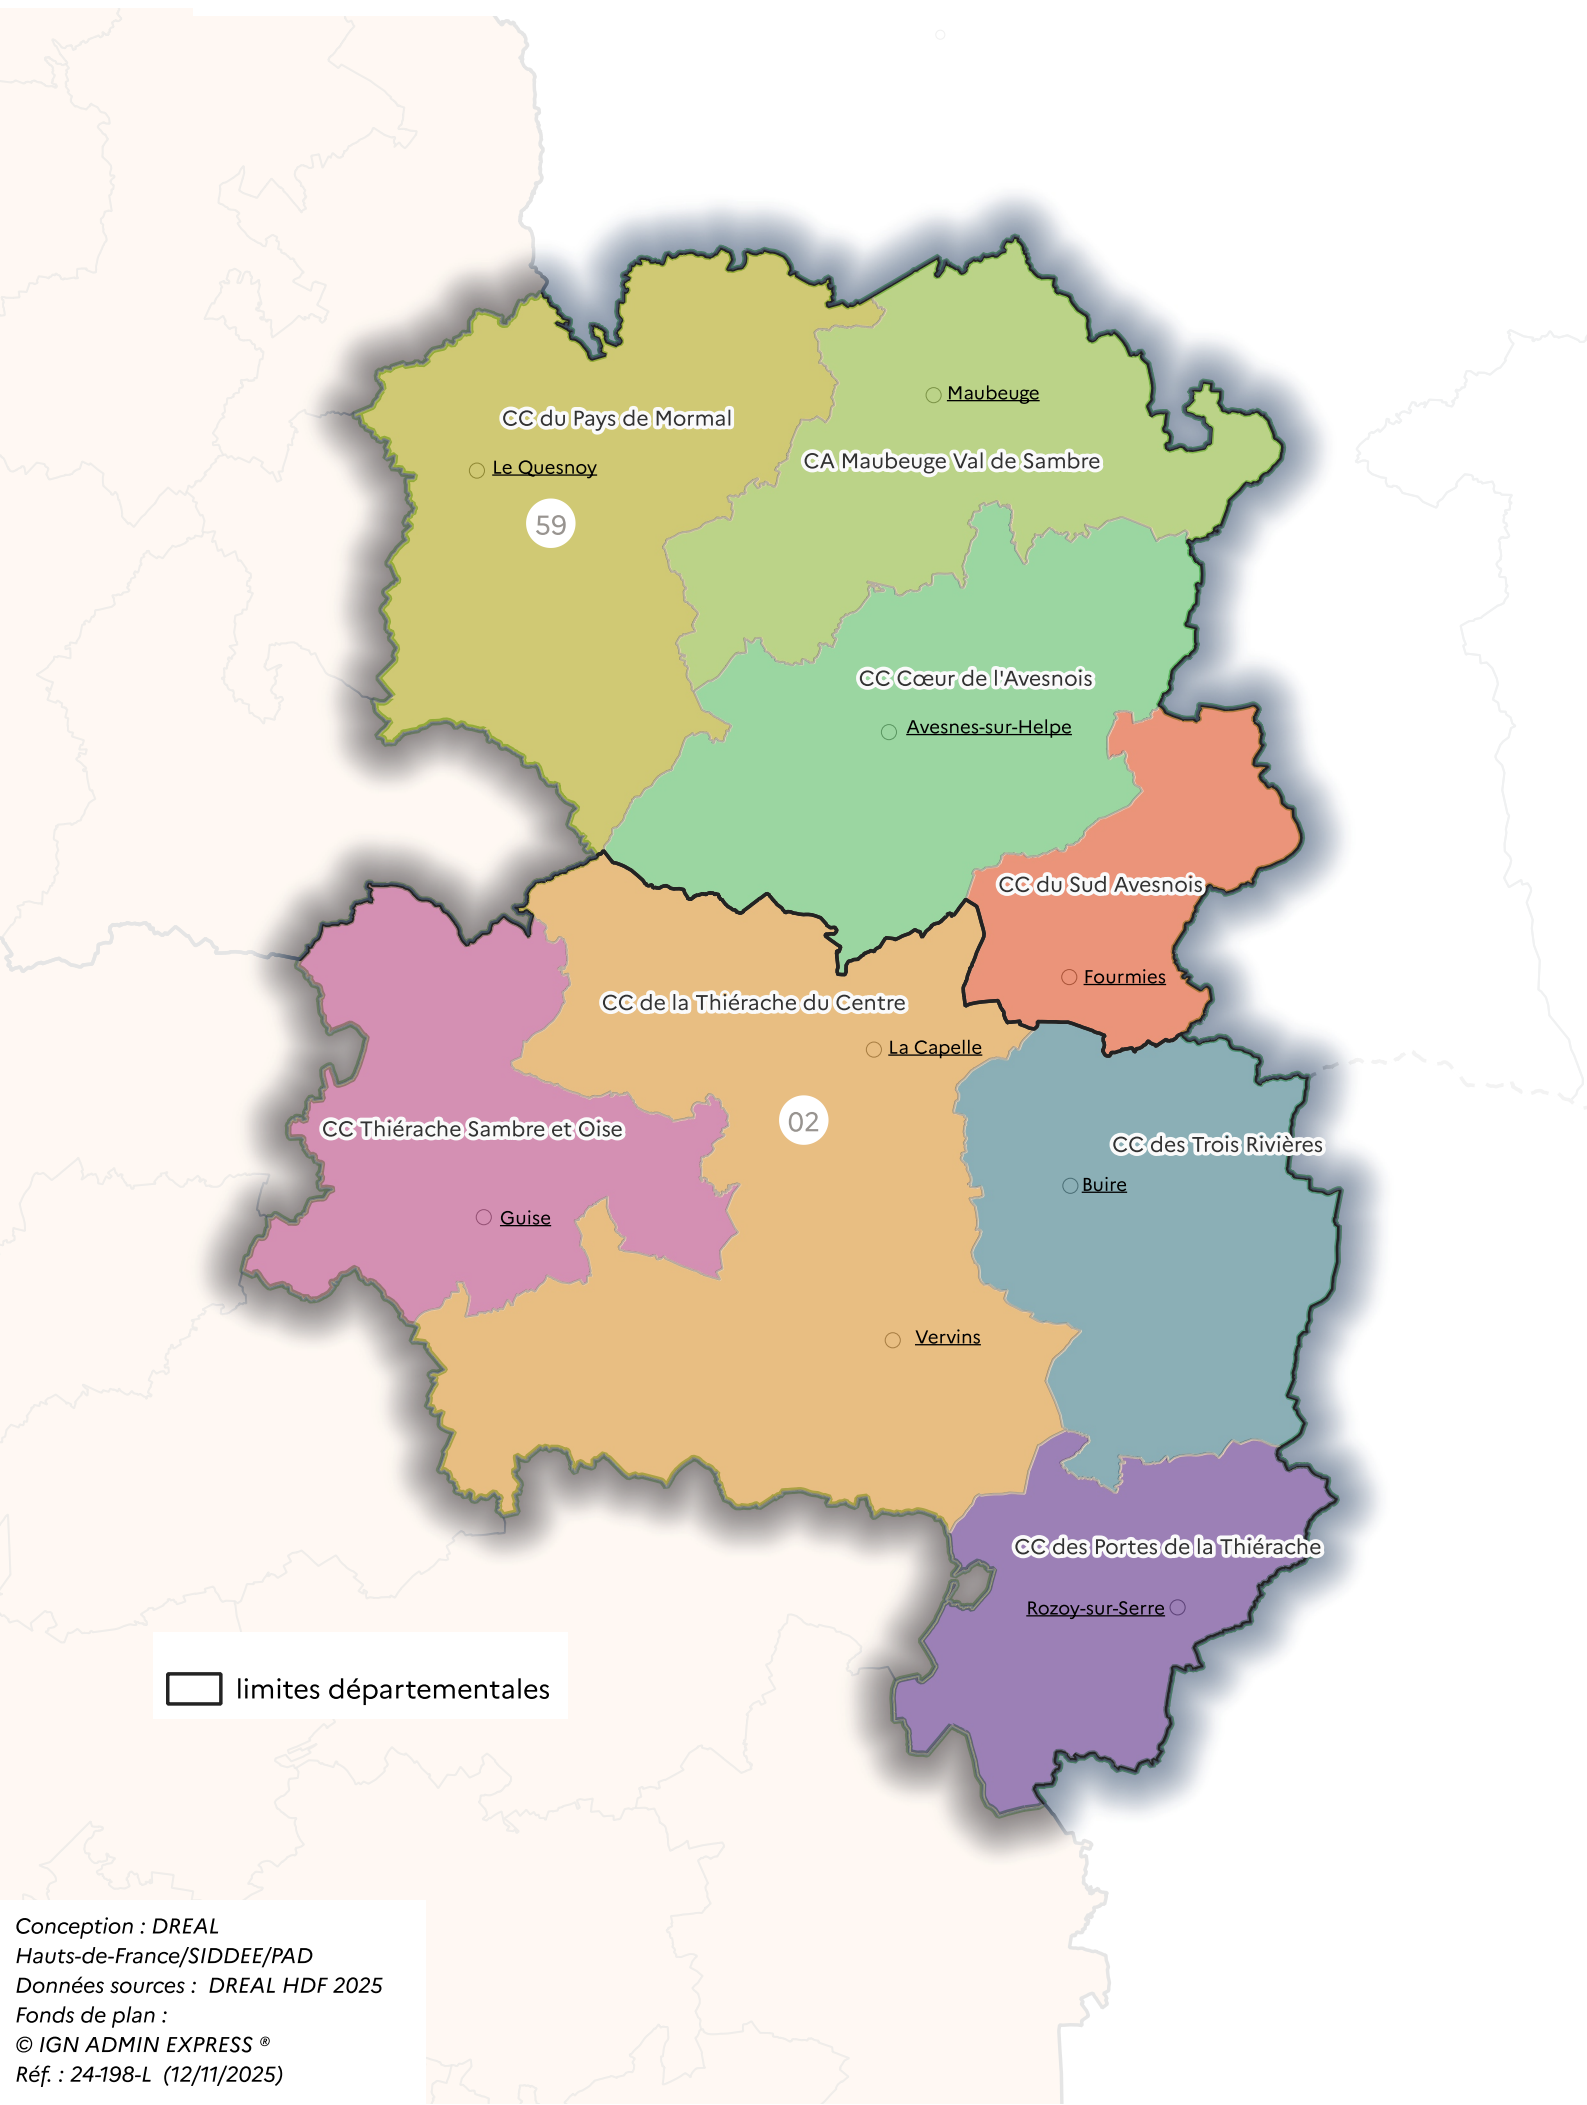 Maubeuge
CC du Pays de Mormal
CA Maubeuge Val de Sambre
Le Quesnoy
59
CC Cœur de l'Avesnois
Avesnes-sur-Helpe
CC du Sud Avesnois
Fourmies
CC de la Thiérache du Centre
La Capelle
02
CC Thiérache Sambre et Oise
CC des Trois Rivières
Buire
Guise
Vervins
CC des Portes de la Thiérache
Rozoy-sur-Serre
limites départementales
Conception : DREAL
Hauts-de-France/SIDDEE/PAD
Données sources : DREAL HDF 2025
Fonds de plan :
© IGN ADMIN EXPRESS ®
Réf. : 24-198-L (12/11/2025)